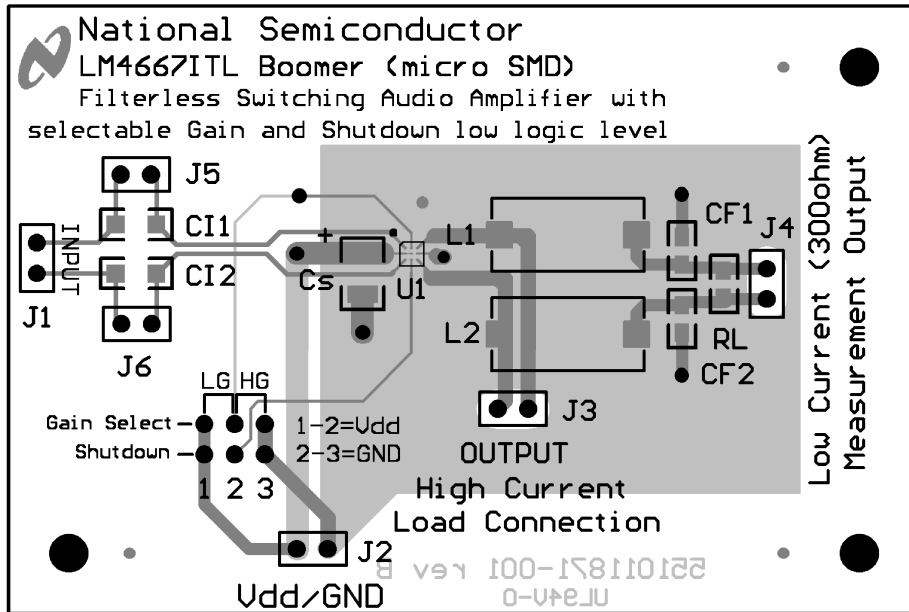 National Semiconductor
LM4667ITL Boomer (micro SMD)
Filterless Switching Audio Amplifier with
selectable Gain and Shutdown low logic level
J5
CI1
INPUT
J1
CI2
J6
+
Cs
U1
L1
L2
CF1
J4
RL
CF2
Low Current (300ohm)
Measurement Output
LG HG
Gain Select
1-2=Vdd
Shutdown
2-3=GND
1 2 3
J3
OUTPUT
High Current
Load Connection
J2
Vdd/GND
551011871-001 rev B
UL94V-0